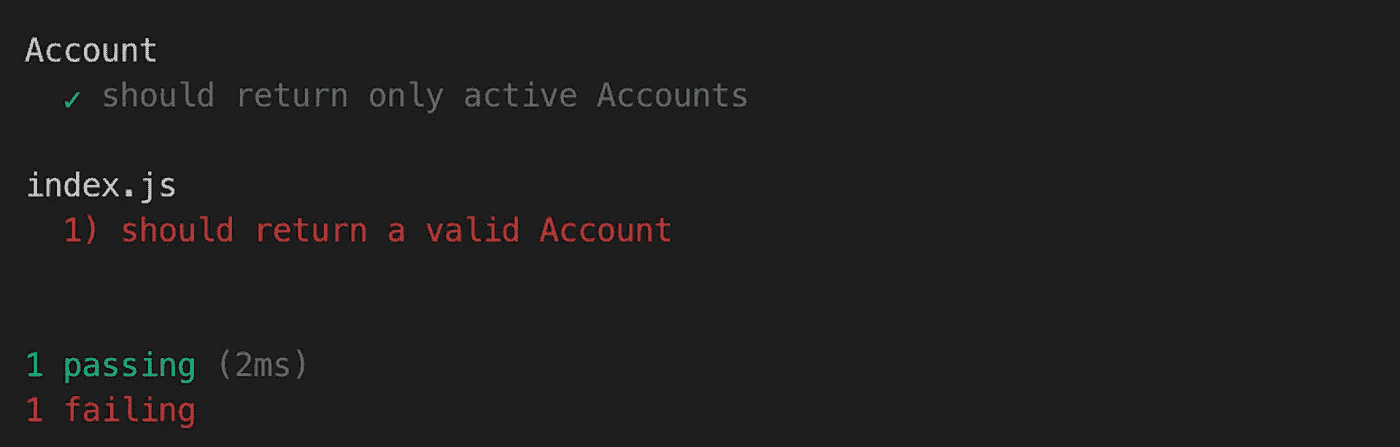 Account
✓ should return only active Accounts
index.js
1) should return a valid Account
1 passing (2ms)
1 failing